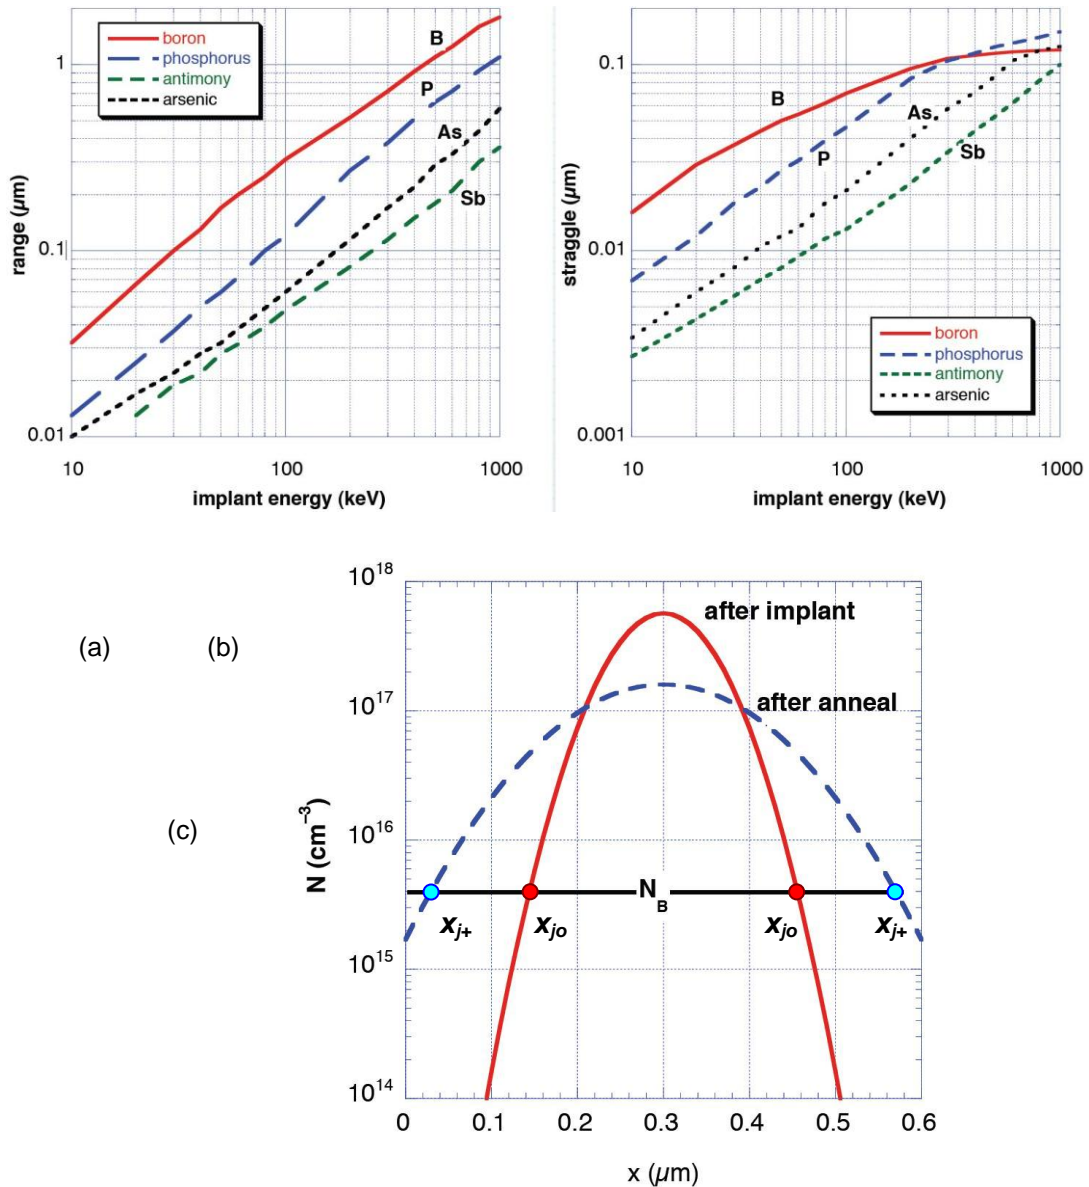 boron
phosphorus
antimony
arsenic
B
P
As
Sb
1
0.1
0.01
10
100
1000
range (µm)
implant energy (keV)
B
P
As
Sb
0.1
0.01
0.001
10
100
1000
straggle (µm)
implant energy (keV)
boron
phosphorus
antimony
arsenic
(a)
(b)
(c)
10^18
10^17
10^16
10^15
10^14
N (cm^−3)
after implant
after anneal
N_B
x_j+
x_jo
x_jo
x_j+
0
0.1
0.2
0.3
0.4
0.5
0.6
x (µm)